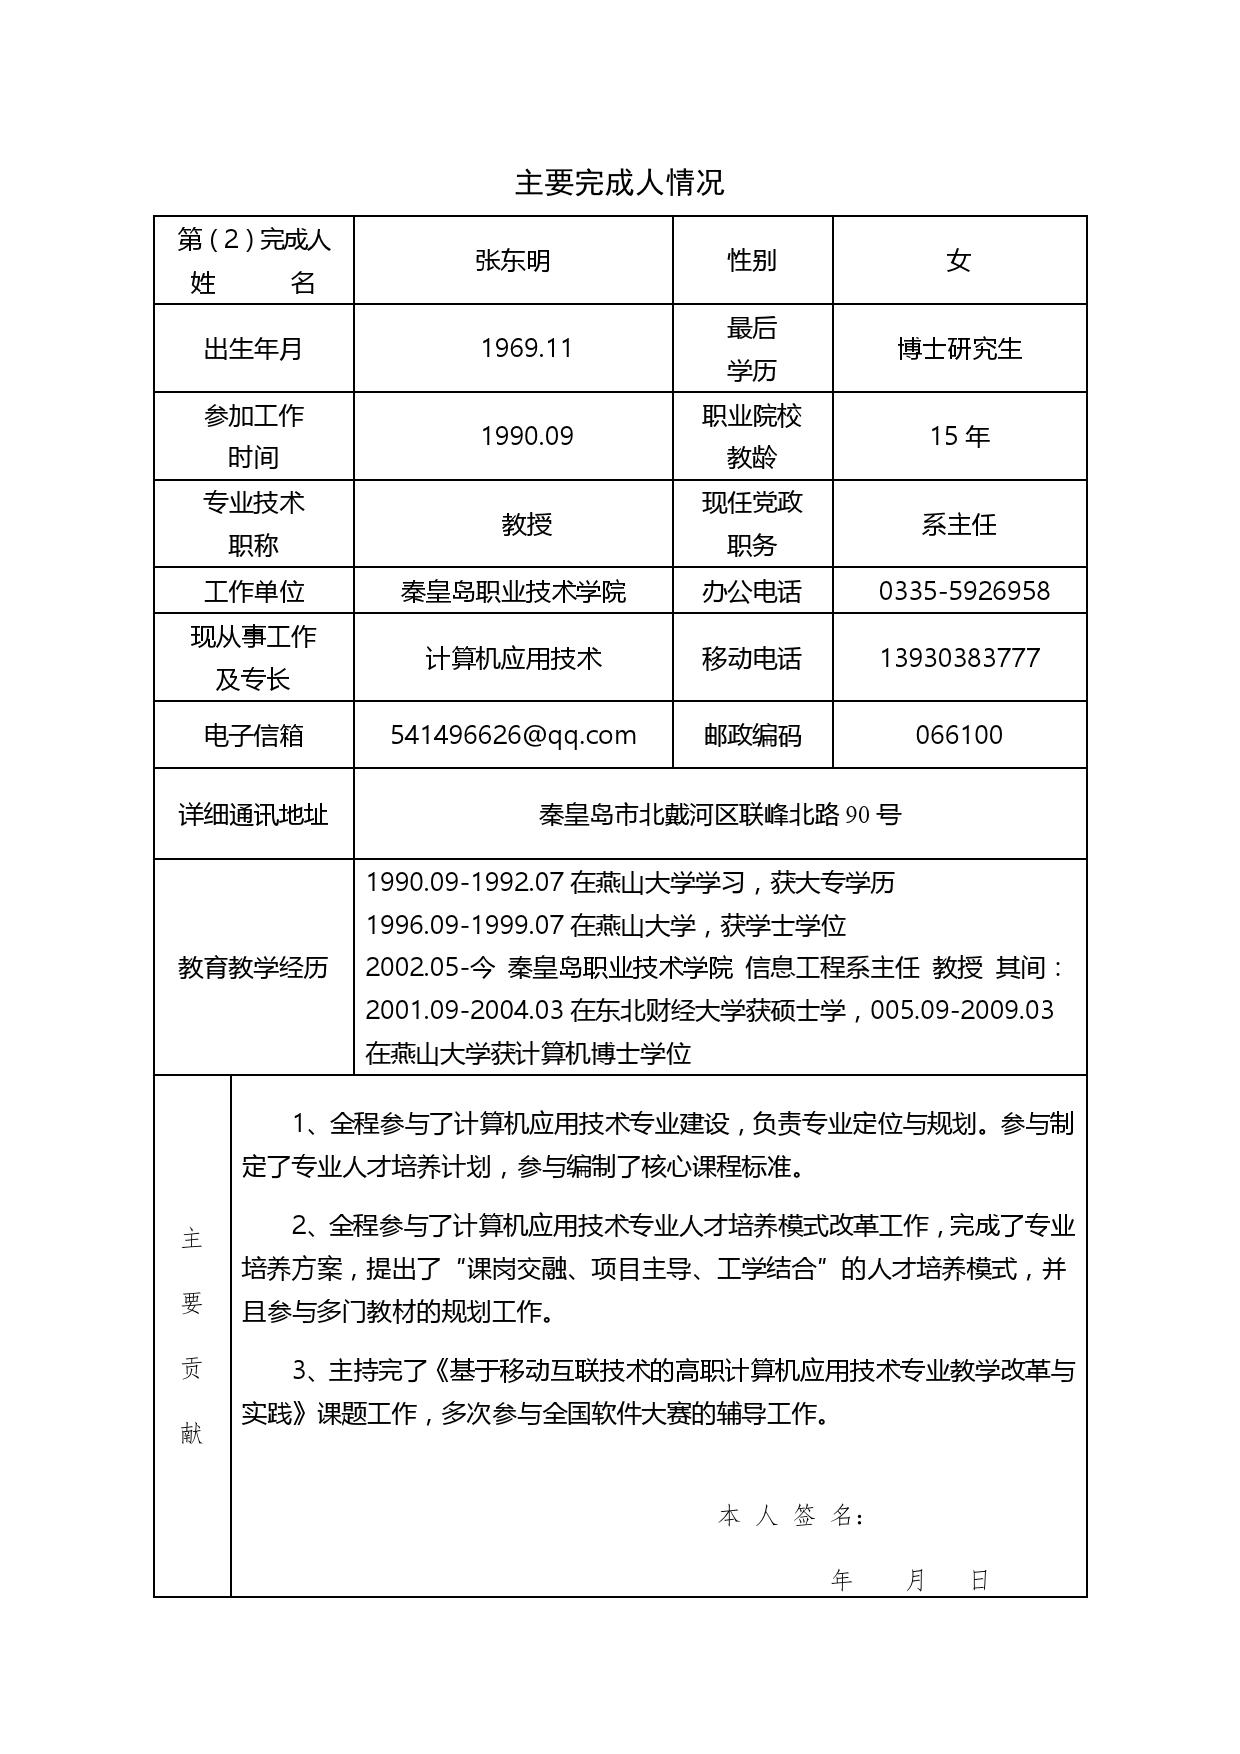 主要完成人情况
第（2）完成人
姓 名
张东明
性别
女
出生年月
1969.11
最后
学历
博士研究生
参加工作
时间
1990.09
职业院校
教龄
15 年
专业技术
职称
教授
现任党政
职务
系主任
工作单位
秦皇岛职业技术学院
办公电话
0335-5926958
现从事工作
及专长
计算机应用技术
移动电话
13930383777
电子信箱
541496626@qq.com
邮政编码
066100
详细通讯地址
秦皇岛市北戴河区联峰北路 90 号
教育教学经历
1990.09-1992.07 在燕山大学学习，获大专学历
1996.09-1999.07 在燕山大学，获学士学位
2002.05-今 秦皇岛职业技术学院 信息工程系主任 教授 其间：
2001.09-2004.03 在东北财经大学获硕士学，005.09-2009.03
在燕山大学获计算机博士学位
主
要
贡
献
1、全程参与了计算机应用技术专业建设，负责专业定位与规划。参与制
定了专业人才培养计划，参与编制了核心课程标准。
2、全程参与了计算机应用技术专业人才培养模式改革工作，完成了专业
培养方案，提出了“课岗交融、项目主导、工学结合”的人才培养模式，并
且参与多门教材的规划工作。
3、主持完了《基于移动互联技术的高职计算机应用技术专业教学改革与
实践》课题工作，多次参与全国软件大赛的辅导工作。
本 人 签 名：
年 月 日